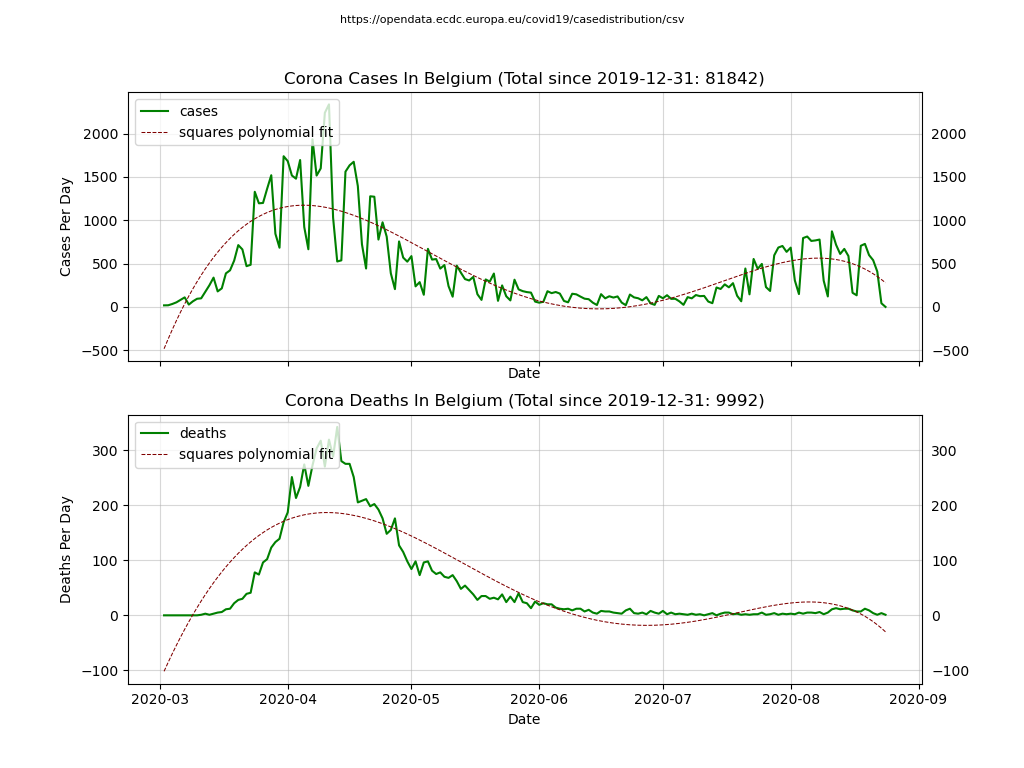 https://opendata.ecdc.europa.eu/covid19/casedistribution/csv
Corona Cases In Belgium (Total since 2019-12-31: 81842)
cases
squares polynomial fit
Cases Per Day
2000
1500
1000
500
0
−500
2000
1500
1000
500
0
−500
Date
Corona Deaths In Belgium (Total since 2019-12-31: 9992)
deaths
squares polynomial fit
Deaths Per Day
300
200
100
0
−100
300
200
100
0
−100
2020-03 2020-04 2020-05 2020-06 2020-07 2020-08 2020-09
Date